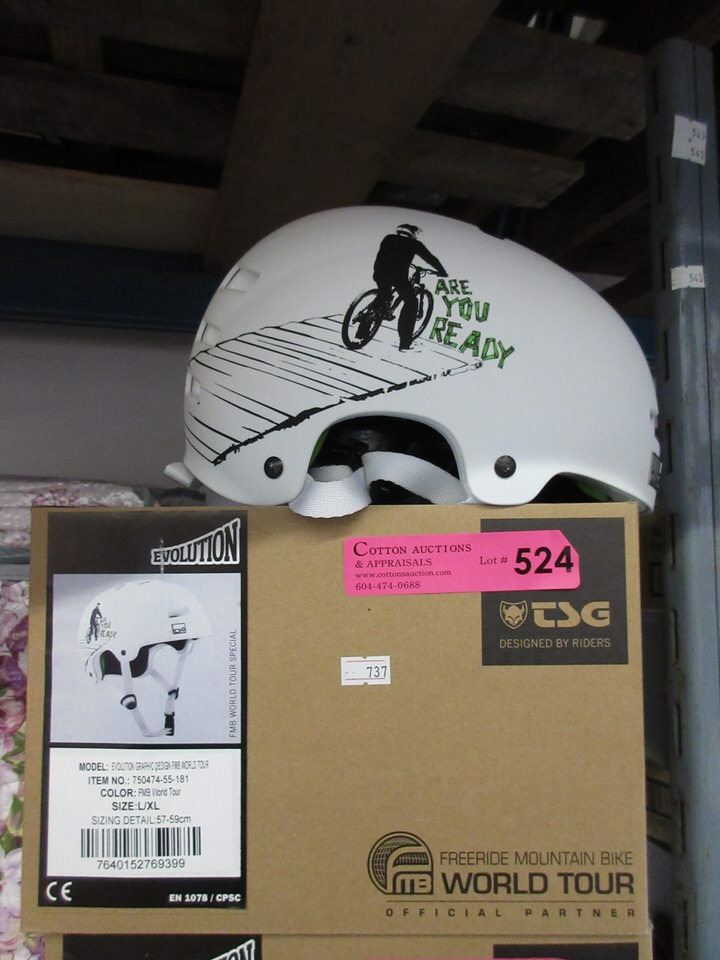 543
543
543
ARE
YOU
READY
EVOLUTION
COTTON AUCTIONS
& APPRAISALS
www.cottonsauction.com
604-474-0688
Lot # 524
TSG
DESIGNED BY RIDERS
737
FMB WORLD TOUR SPECIAL
MODEL: EVOLUTION GRAPHIC DESIGN FMB WORLD TOUR
ITEM NO.: 750474-55-181
COLOR: FMB World Tour
SIZE:L/XL
SIZING DETAIL:57-59cm
7640152769399
CE
EN 1078 / CPSC
FMB
FREERIDE MOUNTAIN BIKE
WORLD TOUR
OFFICIAL PARTNER